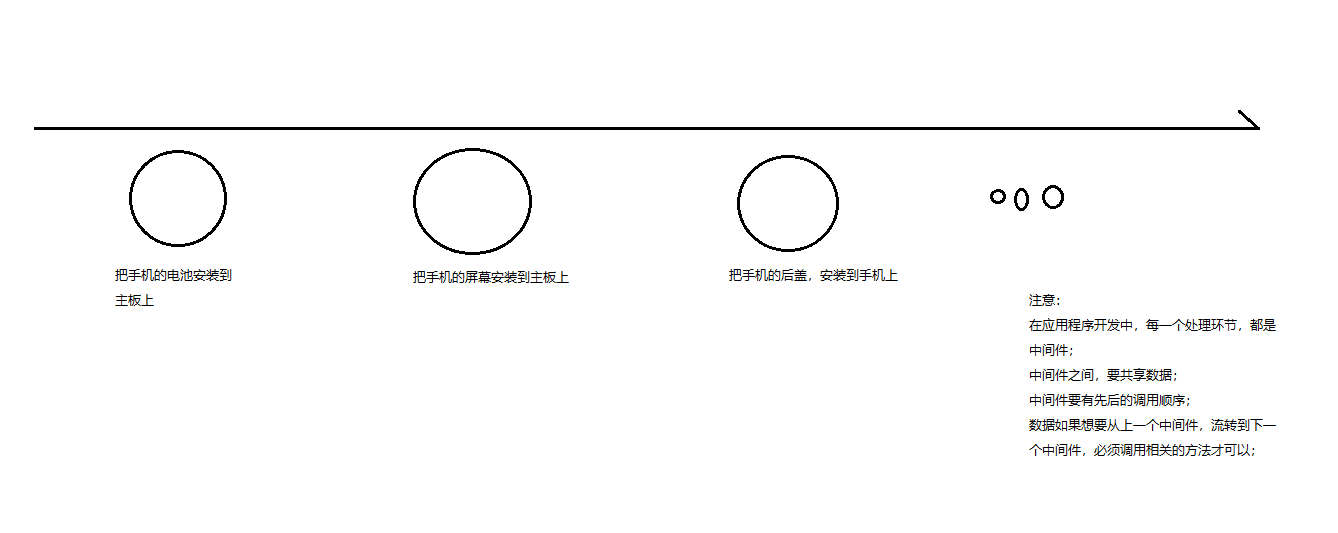 把手机的电池安装到
主板上
把手机的屏幕安装到主板上
把手机的后盖，安装到手机上
注意：
在应用程序开发中，每一个处理环节，都是
中间件；
中间件之间，要共享数据；
中间件要有先后的调用顺序；
数据如果想要从上一个中间件，流转到下一
个中间件，必须调用相关的方法才可以；